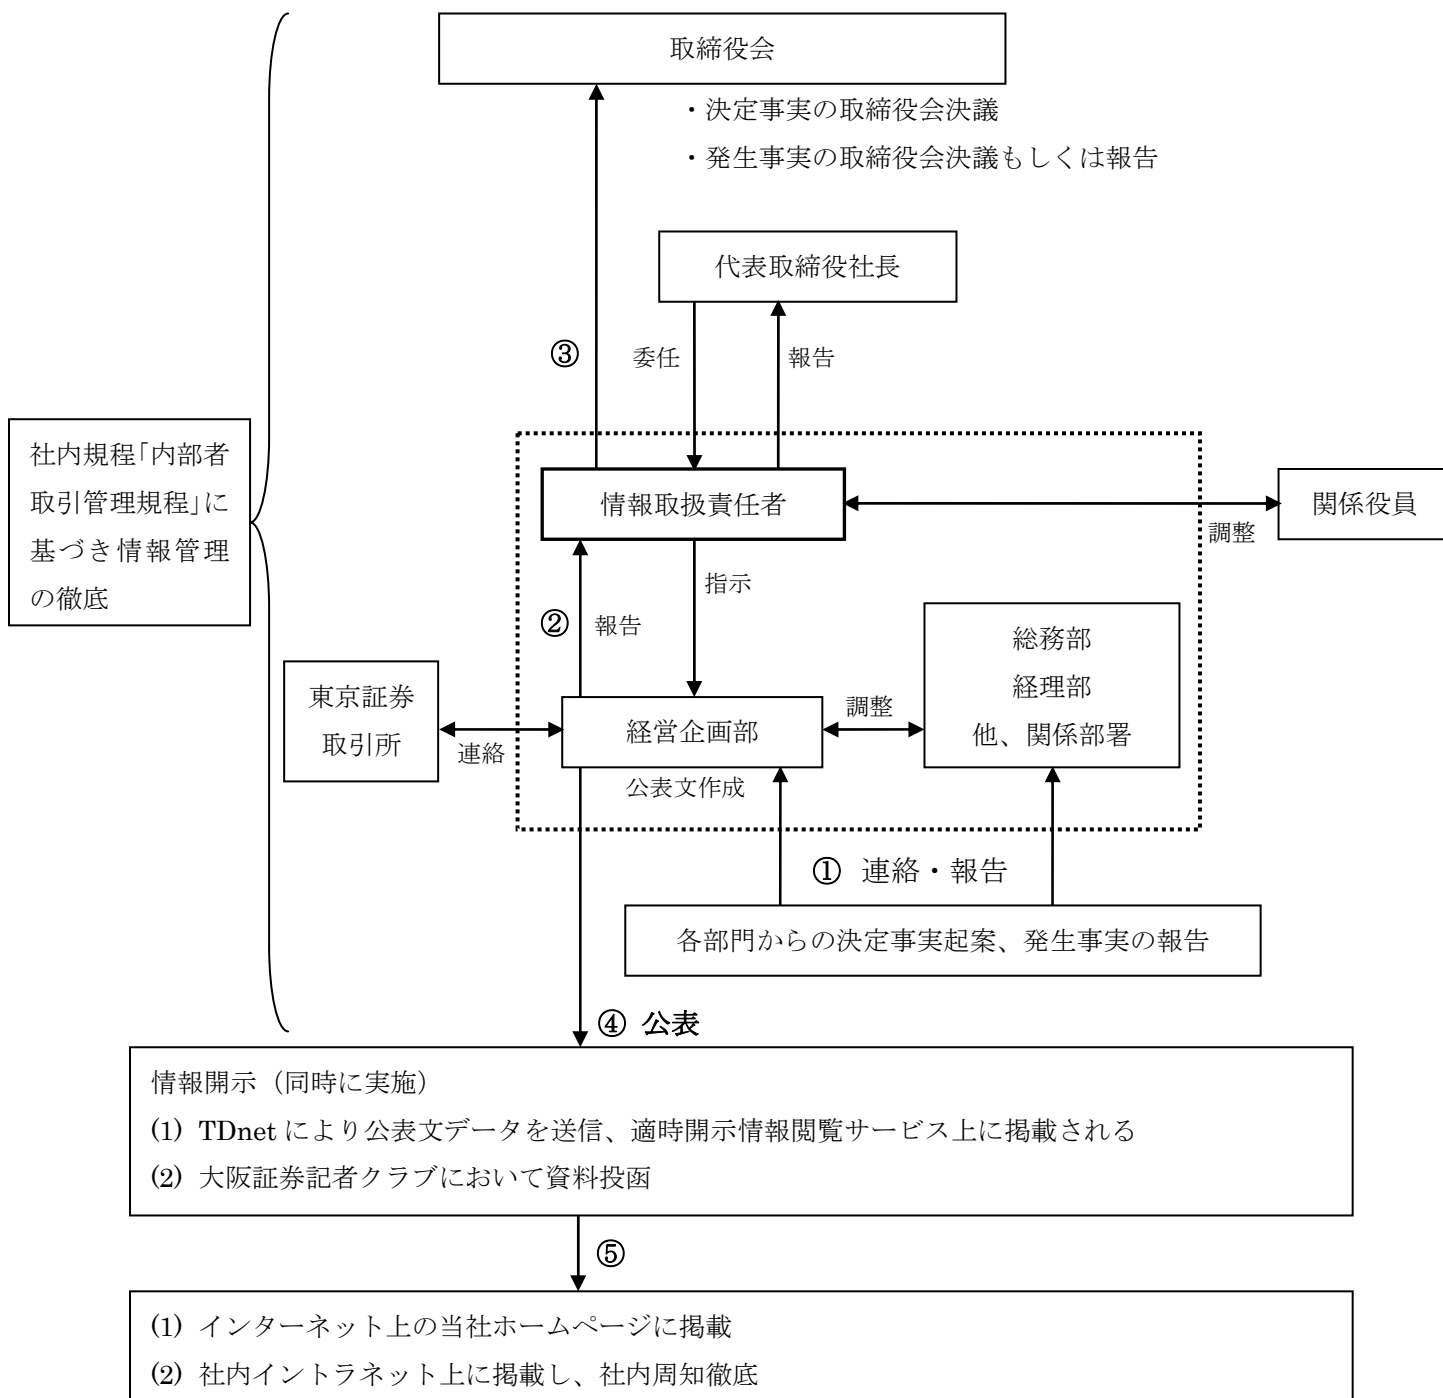 取締役会
・決定事実の取締役会決議
・発生事実の取締役会決議もしくは報告
代表取締役社長
③
委任
報告
社内規程「内部者
取引管理規程」に
基づき情報管理
の徹底
情報取扱責任者
関係役員
調整
指示
② 報告
総務部
経理部
他、関係部署
東京証券
取引所
連絡
経営企画部
調整
公表文作成
① 連絡・報告
各部門からの決定事実起案、発生事実の報告
④ 公表
情報開示（同時に実施）
(1) TDnet により公表文データを送信、適時開示情報閲覧サービス上に掲載される
(2) 大阪証券記者クラブにおいて資料投函
⑤
(1) インターネット上の当社ホームページに掲載
(2) 社内イントラネット上に掲載し、社内周知徹底